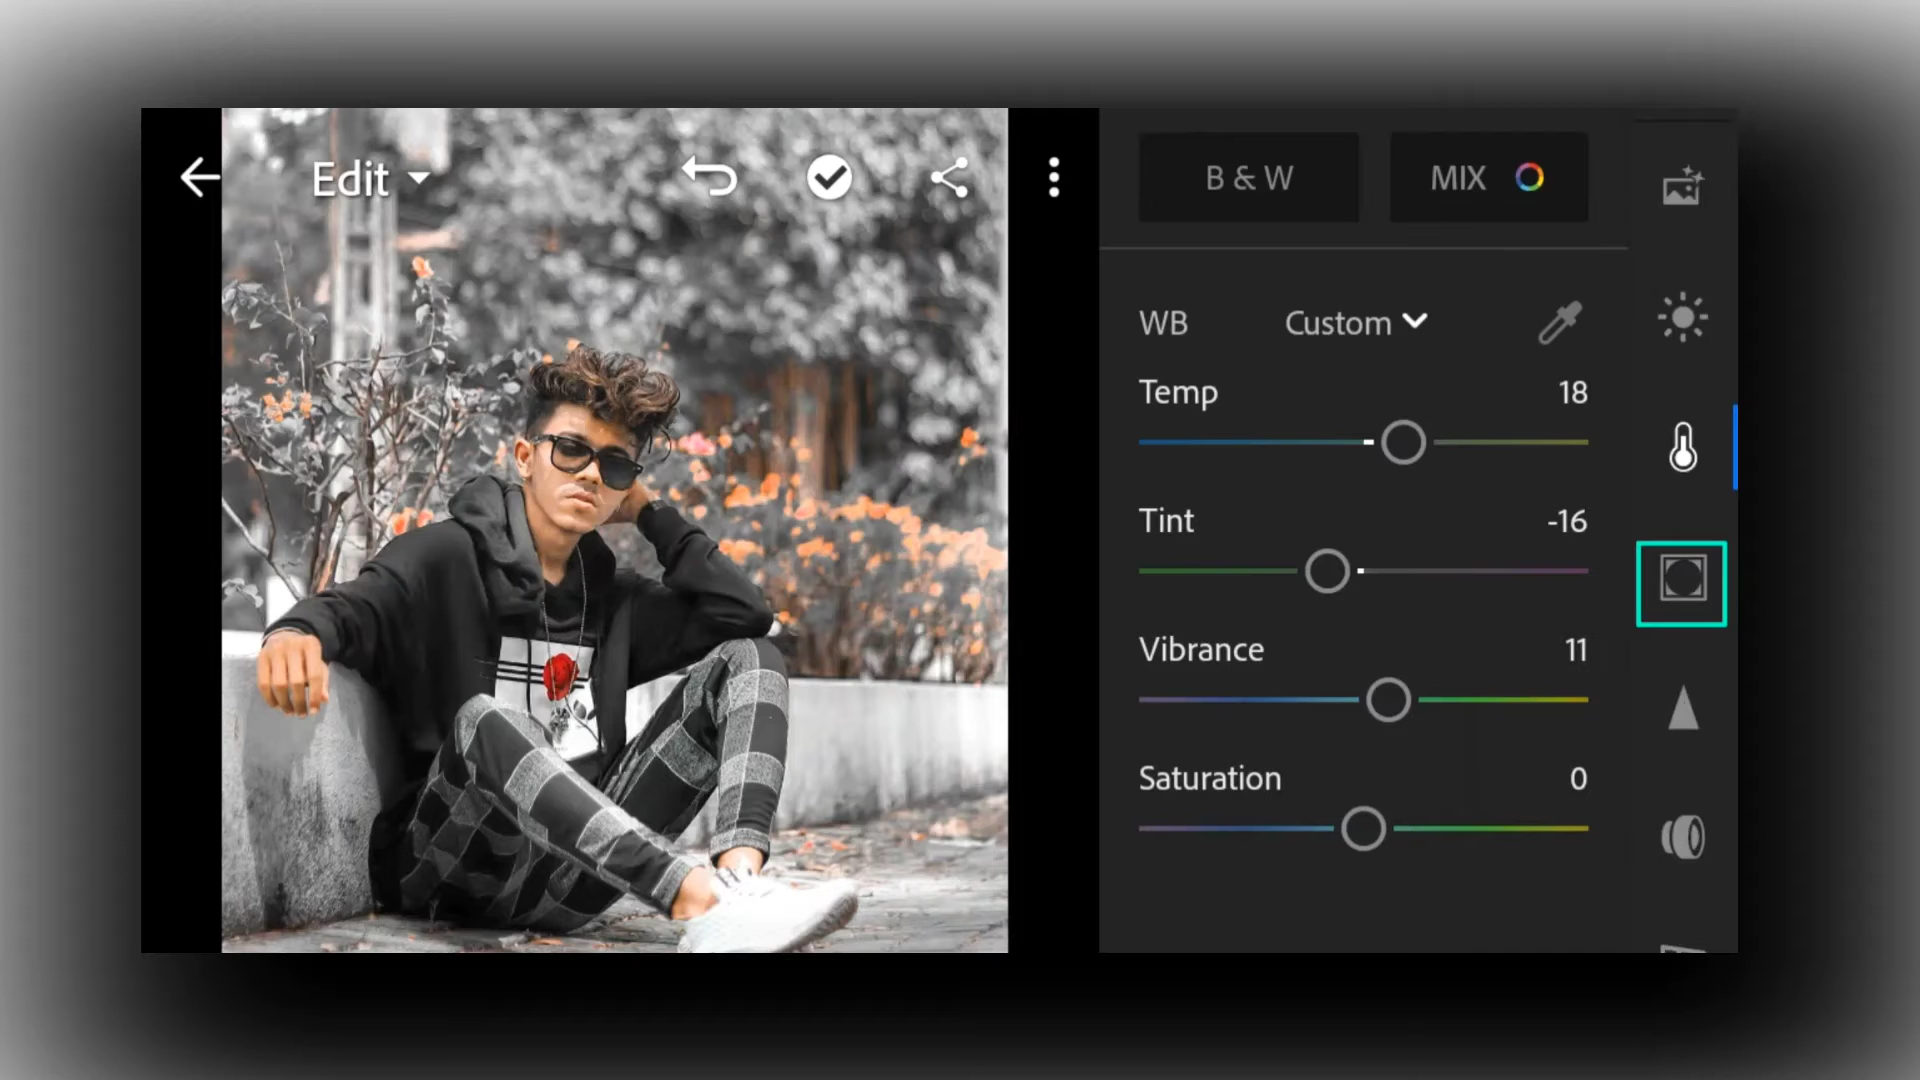 Edit
B & W
MIX
WB Custom
Temp 18
Tint -16
Vibrance 11
Saturation 0